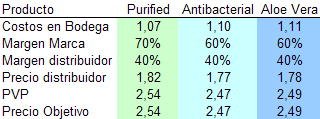 Producto Purified Antibacterial Aloe Vera
Costos en Bodega 1,07 1,10 1,11
Margen Marca 70% 60% 60%
Margen distribuidor 40% 40% 40%
Precio distribuidor 1,82 1,77 1,78
PVP 2,54 2,47 2,49
Precio Objetivo 2,54 2,47 2,49